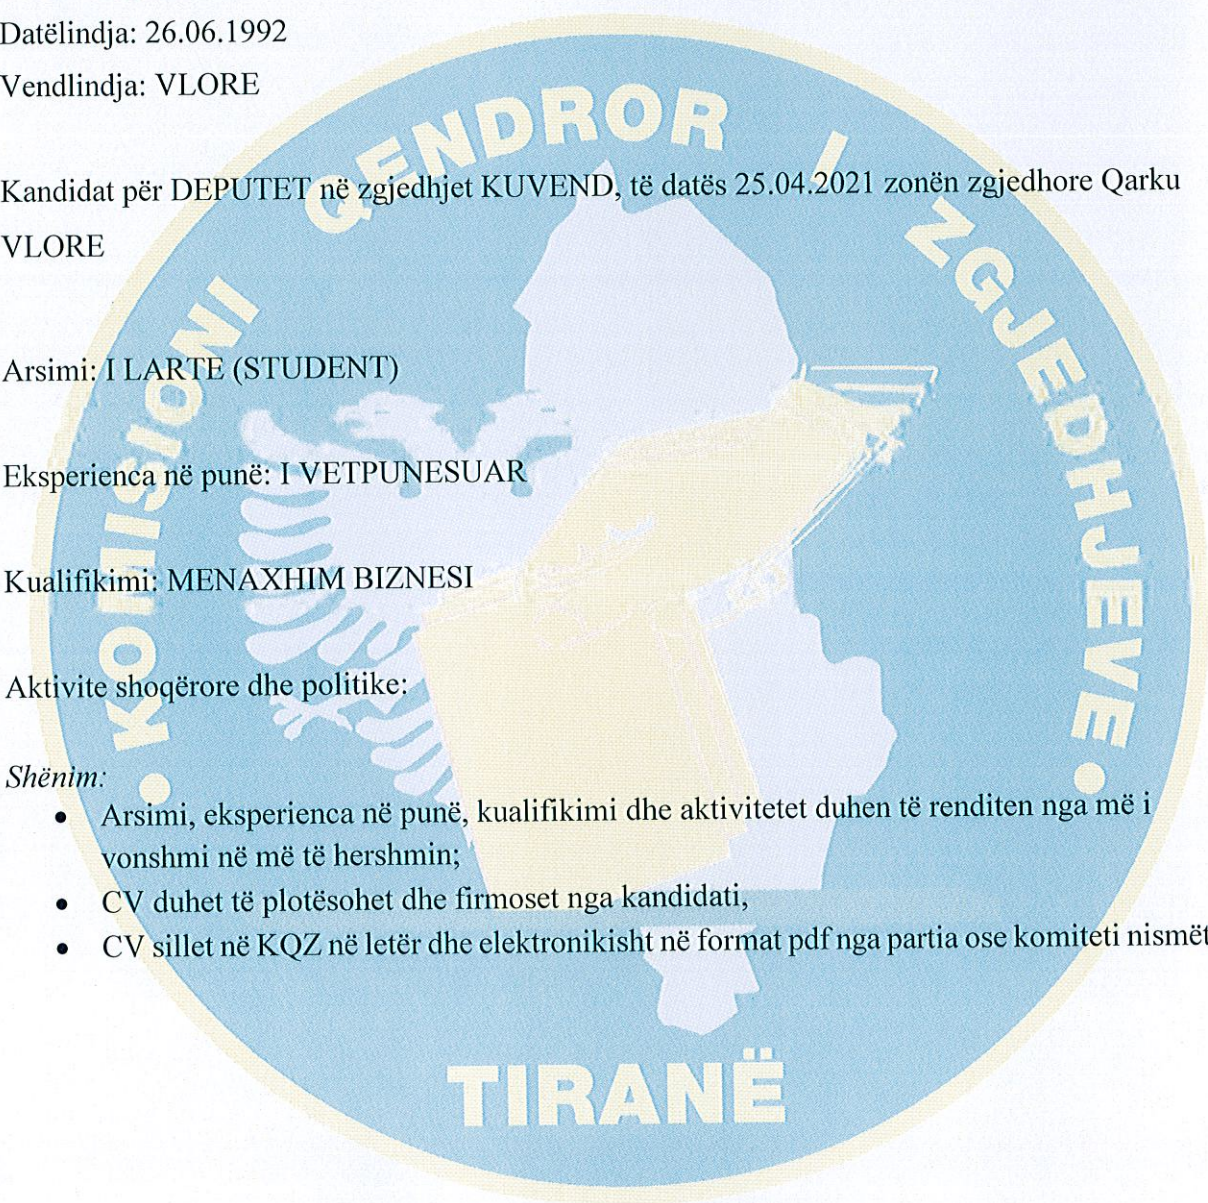 Datëlindja: 26.06.1992
Vendlindja: VLORE
Kandidat për DEPUTET në zgjedhjet KUVEND, të datës 25.04.2021 zonën zgjedhore Qarku
VLORE
Arsimi: I LARTE (STUDENT)
Eksperienca në punë: I VETPUNESUAR
Kualifikimi: MENAXHIM BIZNESI
Aktivite shoqërore dhe politike:
Shënim:
• Arsimi, eksperienca në punë, kualifikimi dhe aktivitetet duhen të renditen nga më i
vonshmi në më të hershmin;
• CV duhet të plotësohet dhe firmoset nga kandidati,
• CV sillet në KQZ në letër dhe elektronikisht në format pdf nga partia ose komiteti nismët
• KOMISIONI QENDROR I ZGJEDHJEVE •
TIRANË